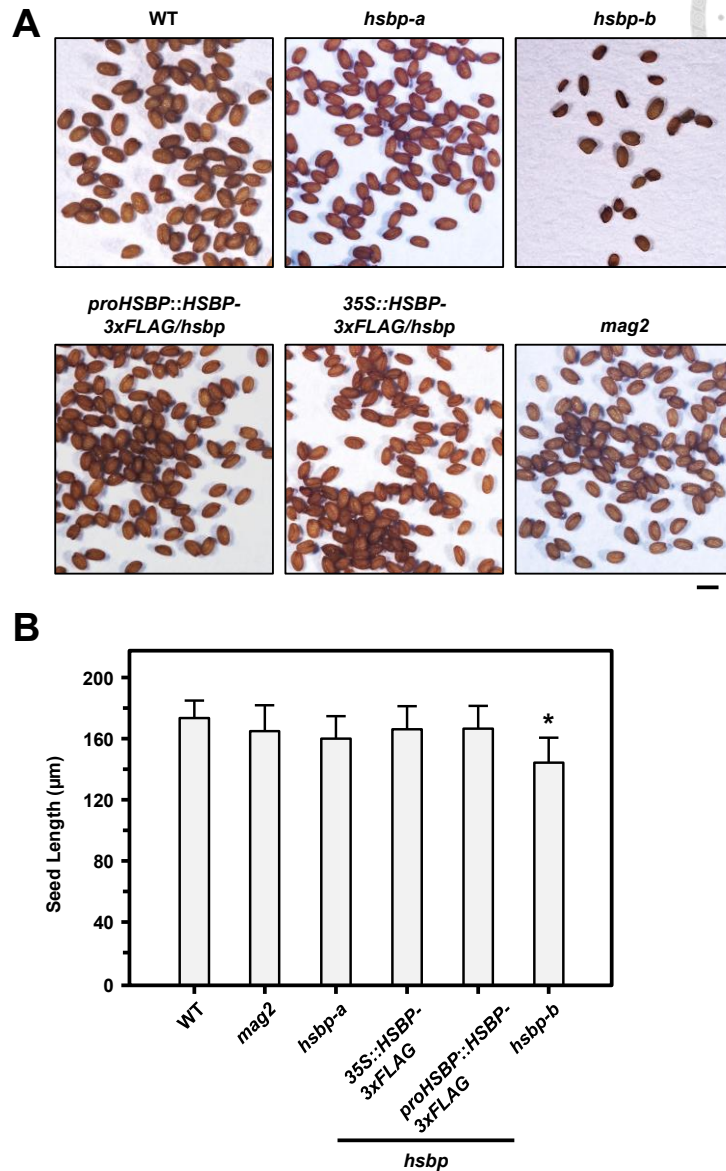 A
WT
hsbp-a
hsbp-b
proHSBP::HSBP-
3xFLAG/hsbp
35S::HSBP-
3xFLAG/hsbp
mag2
B
200
160
120
80
40
0
Seed Length (µm)
*
WT
mag2
hsbp-a
35S::HSBP-
3xFLAG
proHSBP::HSBP-
3xFLAG
hsbp-b
hsbp